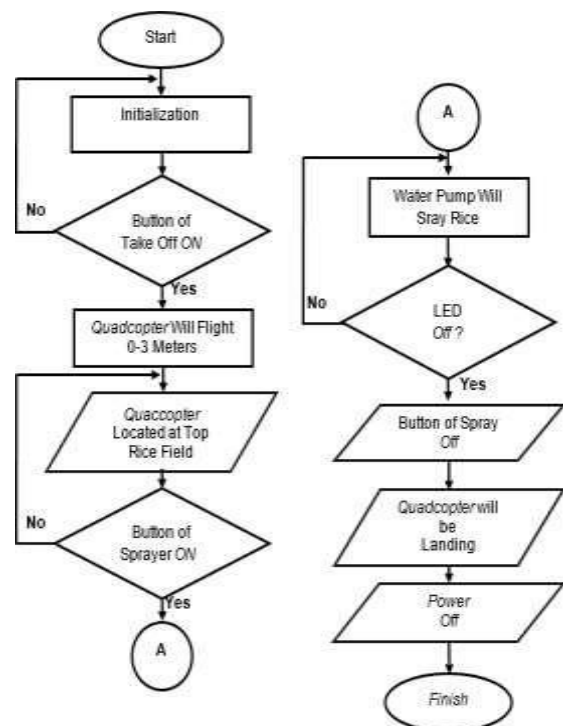 Start
Initialization
No
Button of
Take Off ON
Yes
Quadcopter Will Flight
0-3 Meters
Quaccopter
Located at Top
Rice Field
No
Button of
Sprayer ON
Yes
A
A
Water Pump Will
Sray Rice
No
LED
Off ?
Yes
Button of Spray
Off
Quadcopter will
be
Landing
Power
Off
Finish